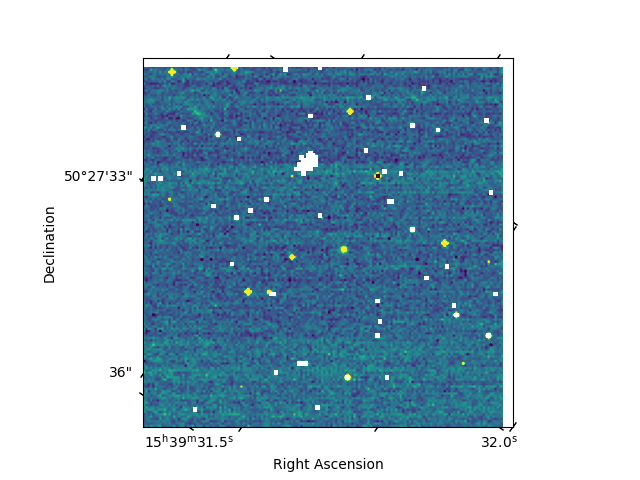 50°27'33"
Declination
36"
15ʰ39ᵐ31.5ˢ
32.0ˢ
Right Ascension